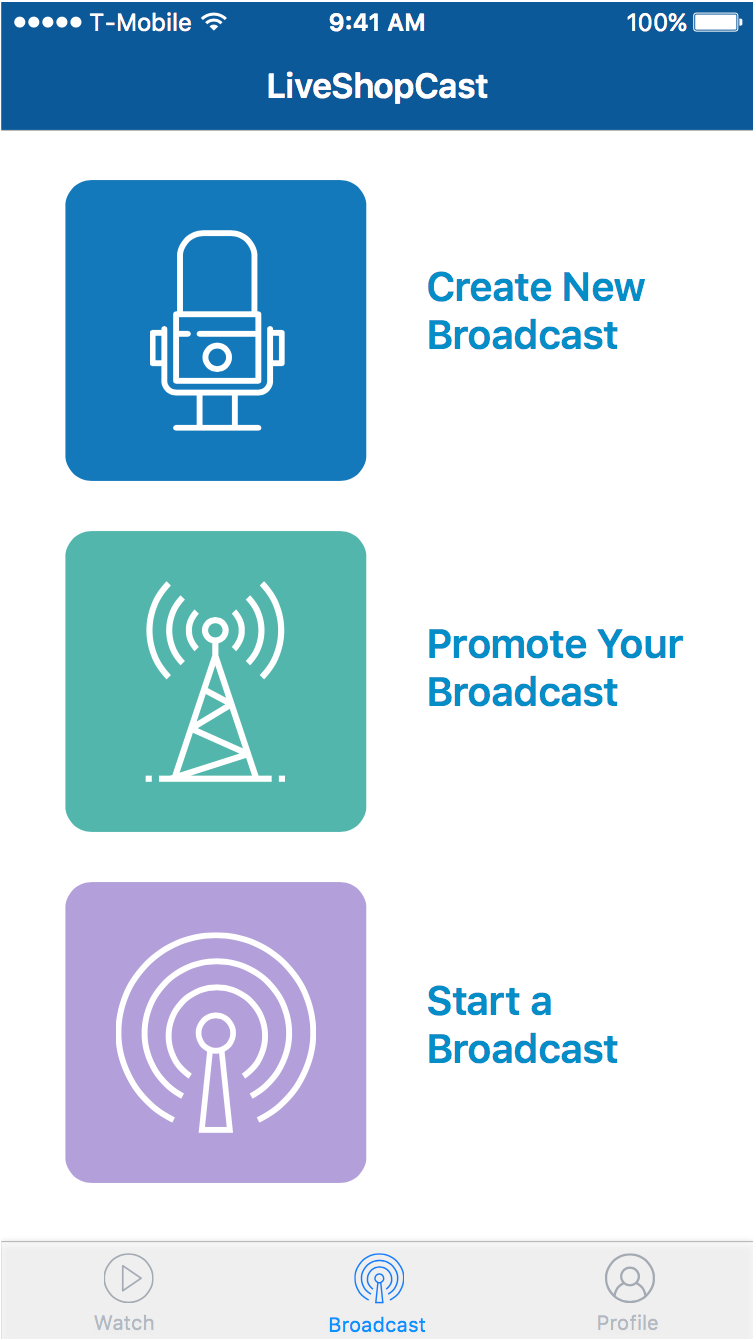 T-Mobile 9:41 AM 100%
LiveShopCast
Create New
Broadcast
Promote Your
Broadcast
Start a
Broadcast
Watch Broadcast Profile